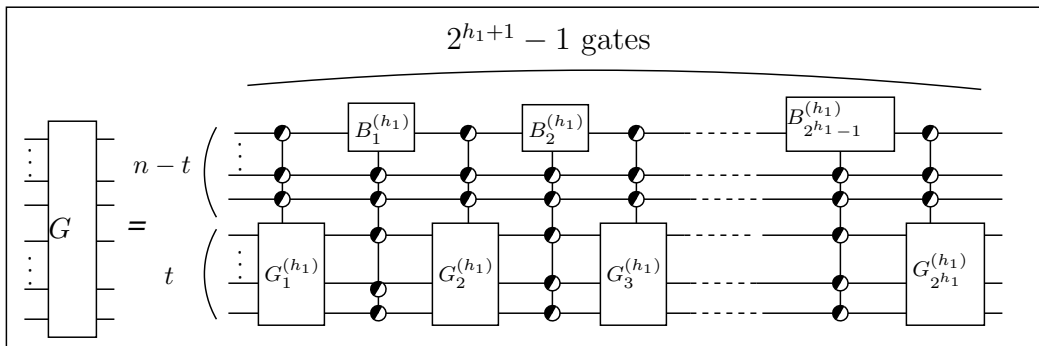 2^{h_1+1} − 1 gates
B_1^{(h_1)} B_2^{(h_1)} B_{2^{h_1}−1}^{(h_1)}
n − t
G =
t G_1^{(h_1)} G_2^{(h_1)} G_3^{(h_1)} G_{2^{h_1}}^{(h_1)}